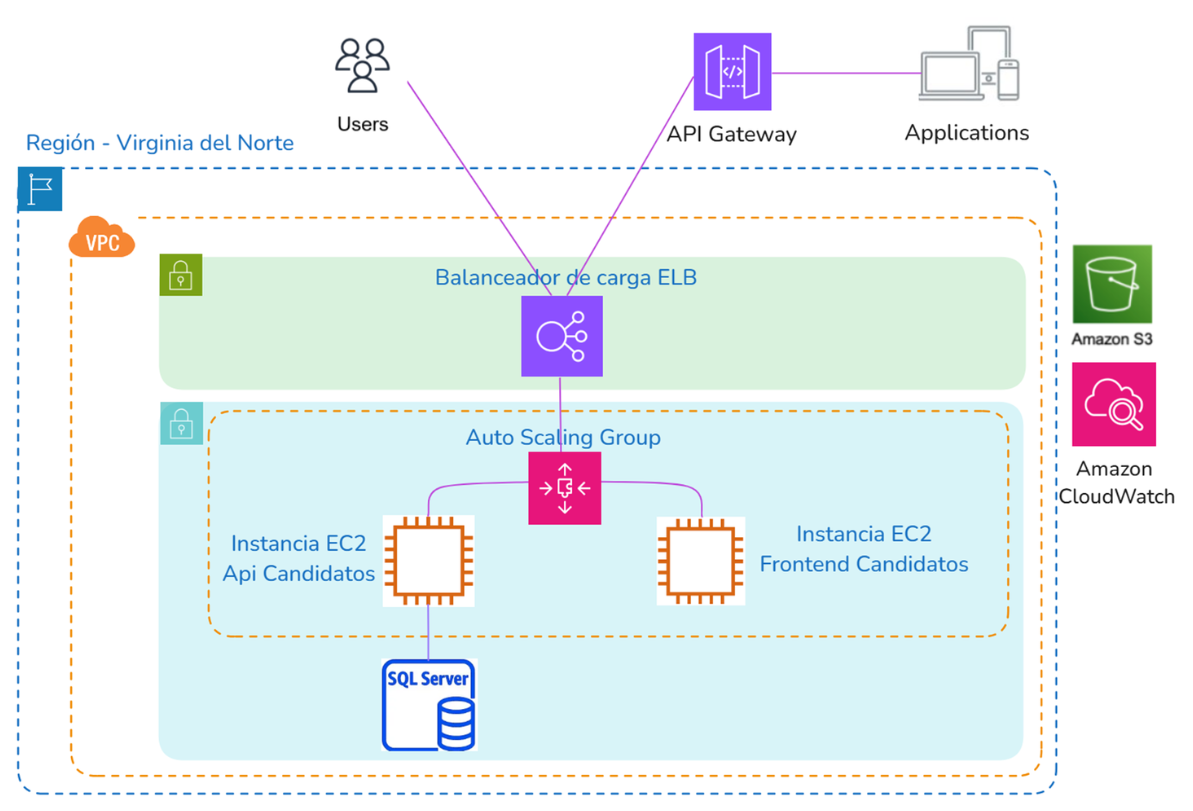 Users
API Gateway
Applications
Región - Virginia del Norte
VPC
Balanceador de carga ELB
Amazon S3
Auto Scaling Group
Amazon
CloudWatch
Instancia EC2
Api Candidatos
Instancia EC2
Frontend Candidatos
SQL Server